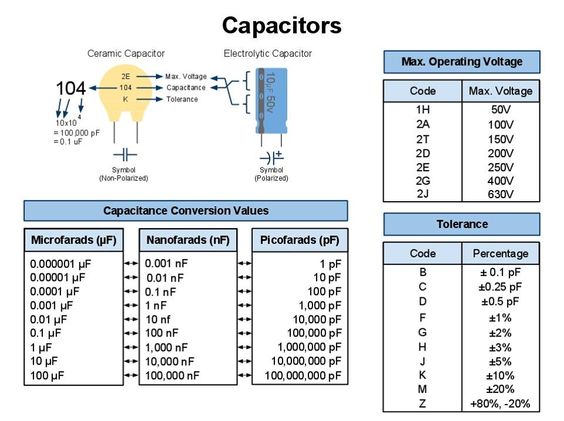 Capacitors
Ceramic Capacitor
Electrolytic Capacitor
2E
Max. Voltage
104
104
Capacitance
K
Tolerance
10µF 50v
10x10 4
= 100,000 pF
= 0.1 uF
Symbol
(Non-Polarized)
+
Symbol
(Polarized)
Capacitance Conversion Values
Microfarads (µF) Nanofarads (nF) Picofarads (pF)
0.000001 µF 0.001 nF 1 pF
0.00001 µF 0.01 nF 10 pF
0.0001 µF 0.1 nF 100 pF
0.001 µF 1 nF 1,000 pF
0.01 µF 10 nf 10,000 pF
0.1 µF 100 nF 100,000 pF
1 µF 1,000 nF 1,000,000 pF
10 µF 10,000 nF 10,000,000 pF
100 µF 100,000 nF 100,000,000 pF
Max. Operating Voltage
Code Max. Voltage
1H 50V
2A 100V
2T 150V
2D 200V
2E 250V
2G 400V
2J 630V
Tolerance
Code Percentage
B ± 0.1 pF
C ±0.25 pF
D ±0.5 pF
F ±1%
G ±2%
H ±3%
J ±5%
K ±10%
M ±20%
Z +80%, -20%